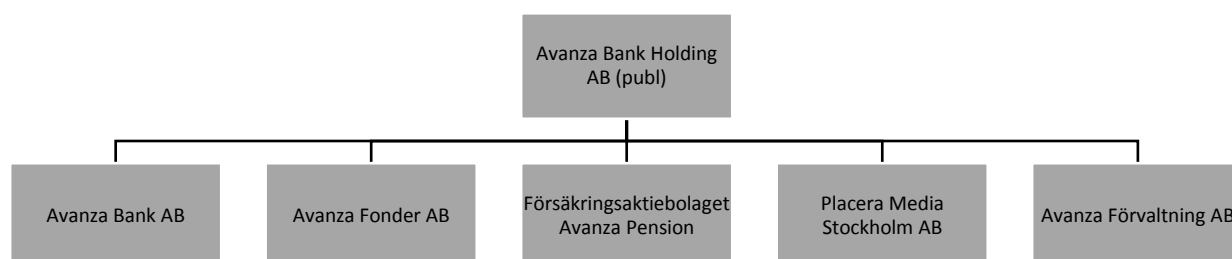 Avanza Bank Holding
AB (publ)
Avanza Bank AB
Avanza Fonder AB
Försäkringsaktiebolaget
Avanza Pension
Placera Media
Stockholm AB
Avanza Förvaltning AB